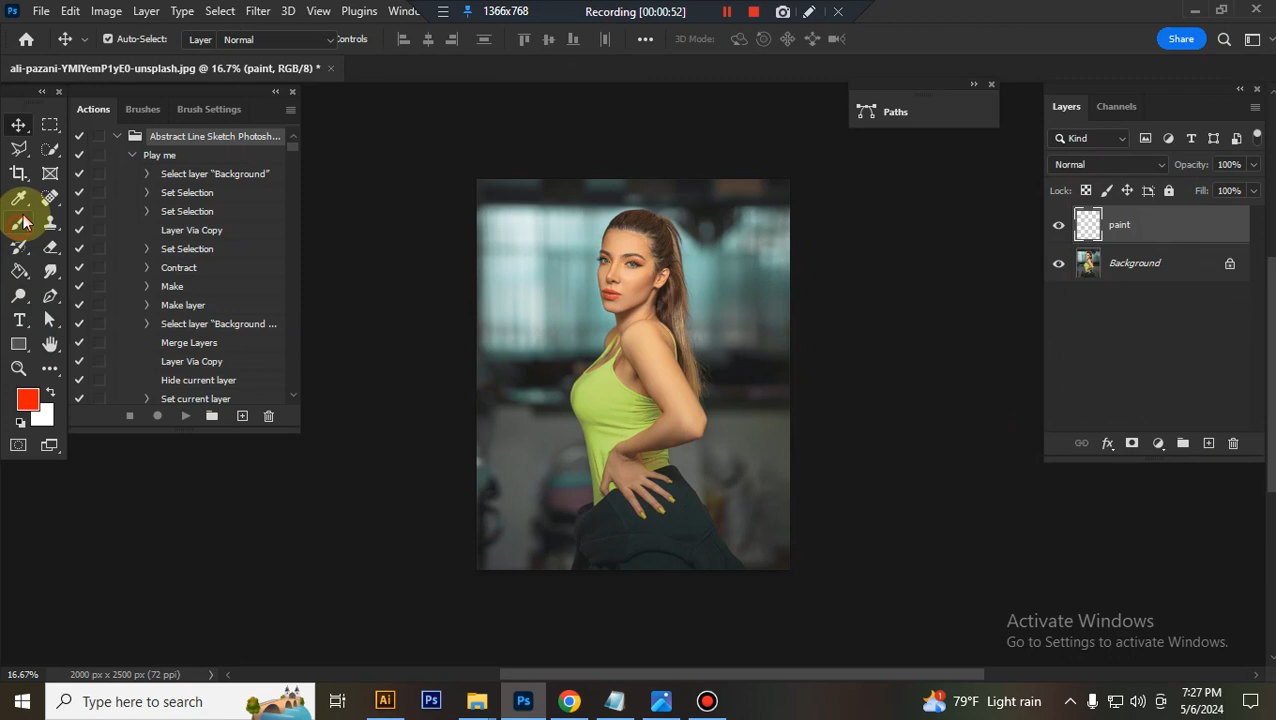 File Edit Image Layer Type Select Filter 3D View Plugins Windo
1366x768 Recording [00:00:52]
Auto-Select: Layer Normal Controls 3D Mode: Share
ali-pazani-YMlYemP1yE0-unsplash.jpg @ 16.7% (paint, RGB/8) *
Actions Brushes Brush Settings
Abstract Line Sketch Photosh...
Play me
Select layer "Background"
Set Selection
Set Selection
Layer Via Copy
Set Selection
Contract
Make
Make layer
Select layer "Background ...
Merge Layers
Layer Via Copy
Hide current layer
Set current layer
Paths
Layers Channels
Kind
Normal Opacity: 100%
Lock: Fill: 100%
paint
Background
Activate Windows
Go to Settings to activate Windows.
16.67% 2000 px x 2500 px (72 ppi)
Type here to search
79°F Light rain
7:27 PM
5/6/2024